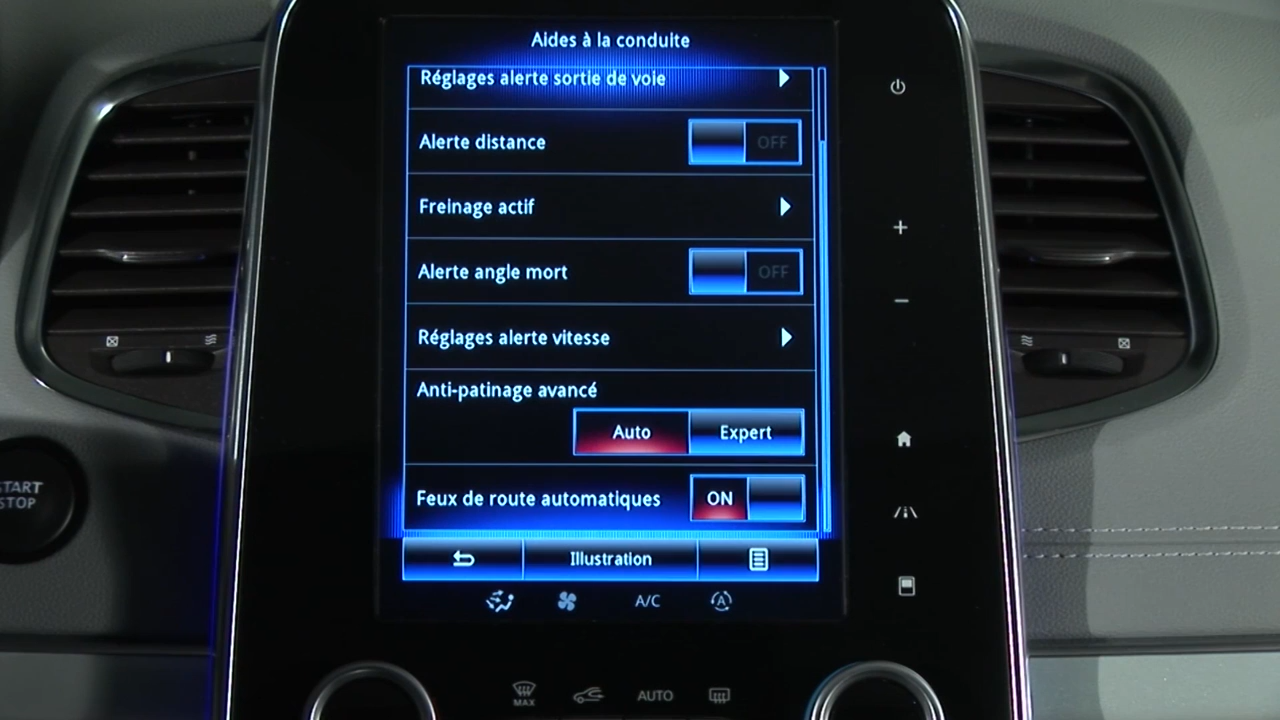 Aides à la conduite
Réglages alerte sortie de voie
Alerte distance
OFF
Freinage actif
Alerte angle mort
OFF
Réglages alerte vitesse
Anti-patinage avancé
Auto
Expert
Feux de route automatiques
ON
Illustration
A/C
A
MAX
AUTO
START
STOP